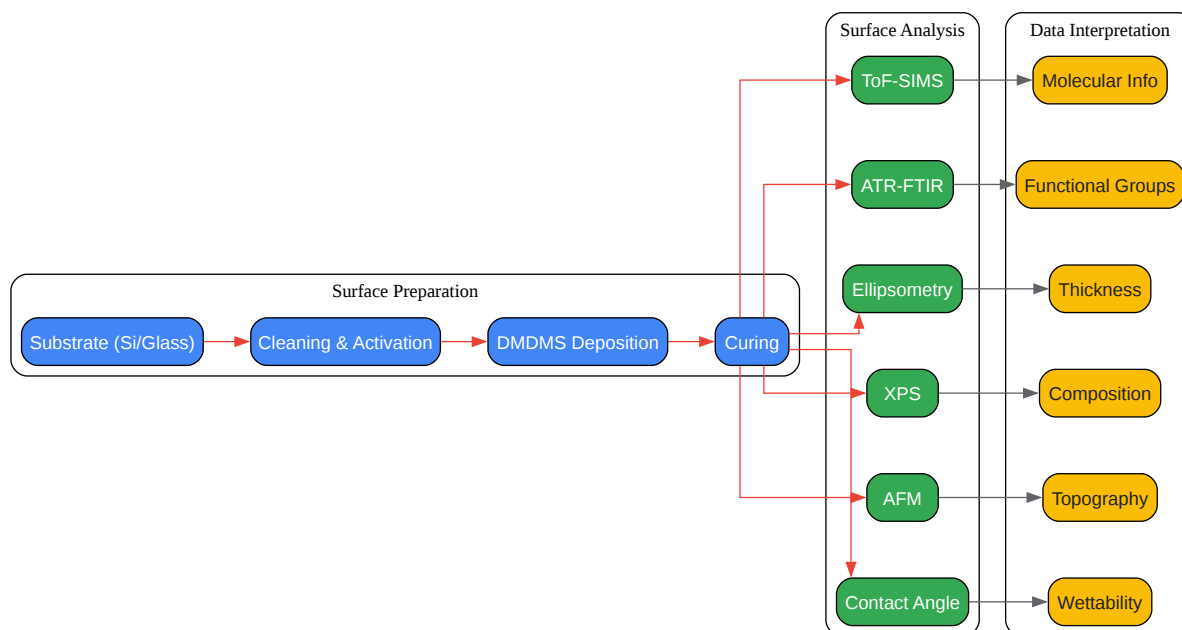 Surface Preparation
Substrate (Si/Glass)
Cleaning & Activation
DMDMS Deposition
Curing
Surface Analysis
ToF-SIMS
ATR-FTIR
Ellipsometry
XPS
AFM
Contact Angle
Data Interpretation
Molecular Info
Functional Groups
Thickness
Composition
Topography
Wettability